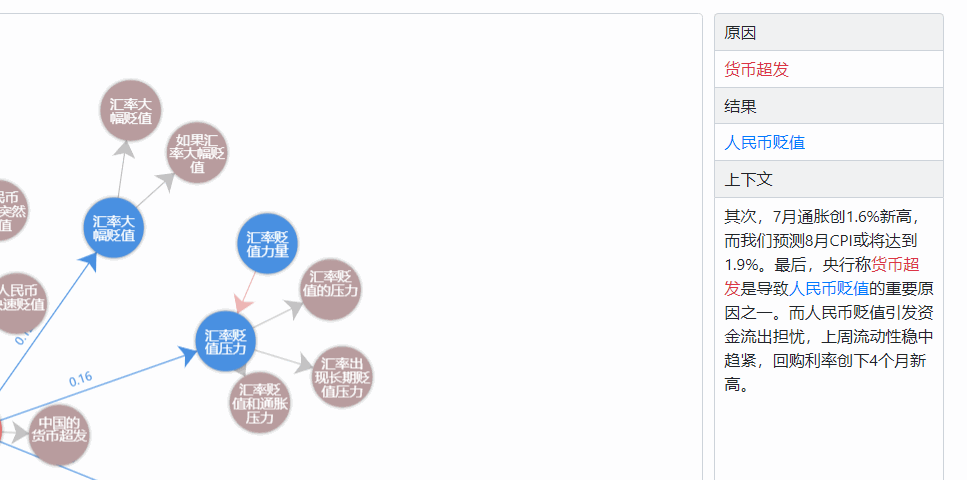 汇率大
幅贬值
如果汇
率大幅贬
值
民币
突然
值
汇率大
幅贬值
汇率贬
值力量
人民币
快速贬值
汇率贬
值的压力
汇率贬
值压力
0.16
汇率出
现长期贬
值压力
汇率贬
值和通胀
压力
中国的
货币超发
原因
货币超发
结果
人民币贬值
上下文
其次，7月通胀创1.6%新高，
而我们预测8月CPI或将达到
1.9%。最后，央行称货币超
发是导致人民币贬值的重要原
因之一。而人民币贬值引发资
金流出担忧，上周流动性稳中
趋紧，回购利率创下4个月新
高。